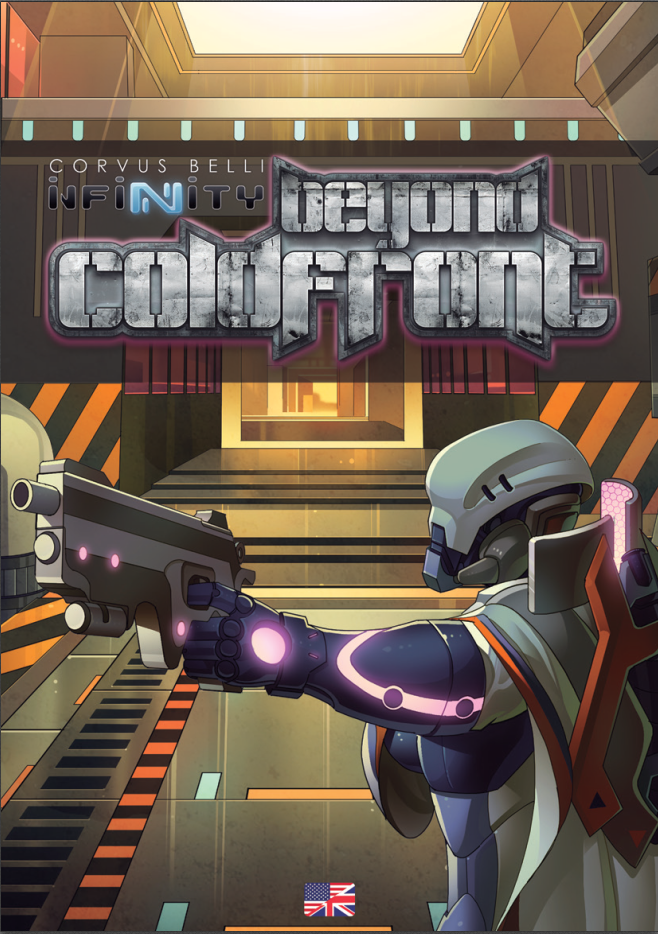 CORVUS BELLI
iNFiNiTY
beyond
coldfront